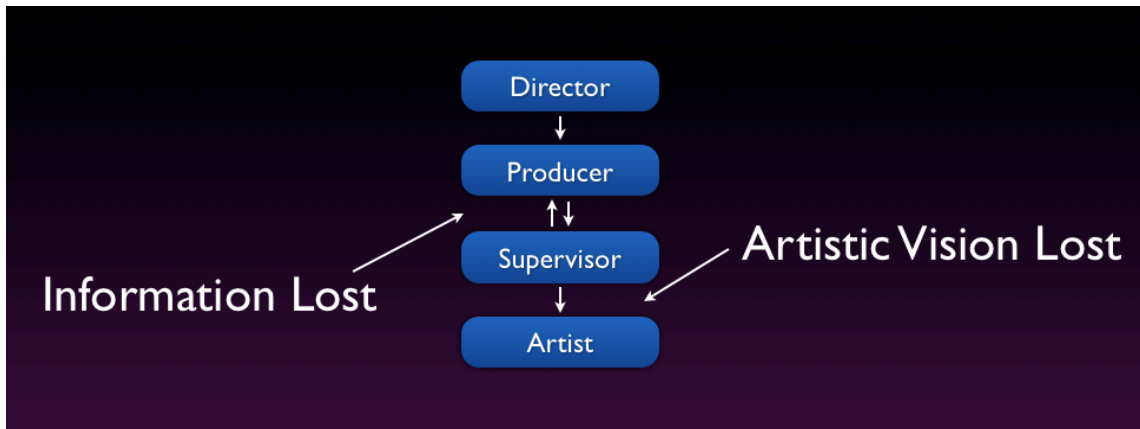 Director
Producer
Supervisor
Artistic Vision Lost
Information Lost
Artist